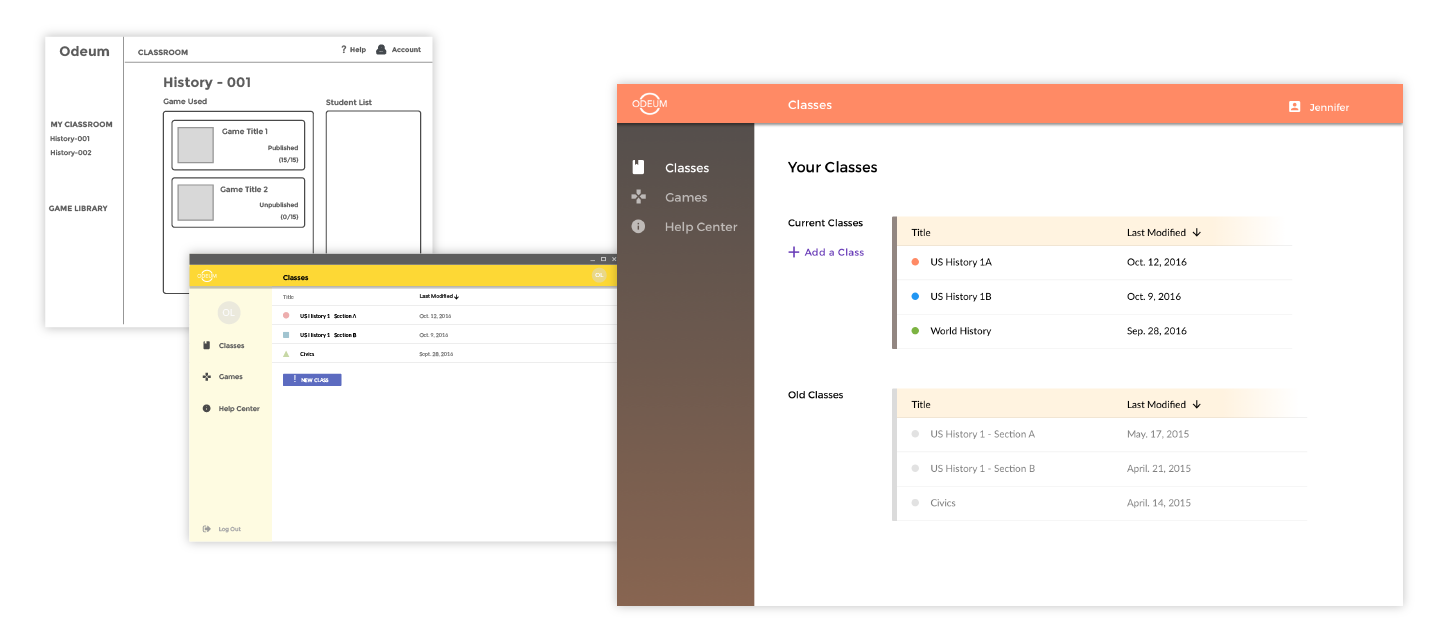 Odeum
CLASSROOM
? Help
Account
History - 001
Game Used
Student List
MY CLASSROOM
History-001
History-002
GAME LIBRARY
Game Title 1
Published
(15/15)
Game Title 2
Unpublished
(0/15)
ODEUM
Classes
OL
OL
Classes
Games
Help Center
Log Out
Title
Last Modified
US History 1 Section A
Oct. 12, 2016
US History 1 Section B
Oct. 9, 2016
Civics
Sept. 28, 2016
! NEW CLASS
ODEUM
Classes
Jennifer
Classes
Games
Help Center
Your Classes
Current Classes
+ Add a Class
Title
Last Modified
US History 1A
Oct. 12, 2016
US History 1B
Oct. 9, 2016
World History
Sep. 28, 2016
Old Classes
Title
Last Modified
US History 1 - Section A
May. 17, 2015
US History 1 - Section B
April. 21, 2015
Civics
April. 14, 2015